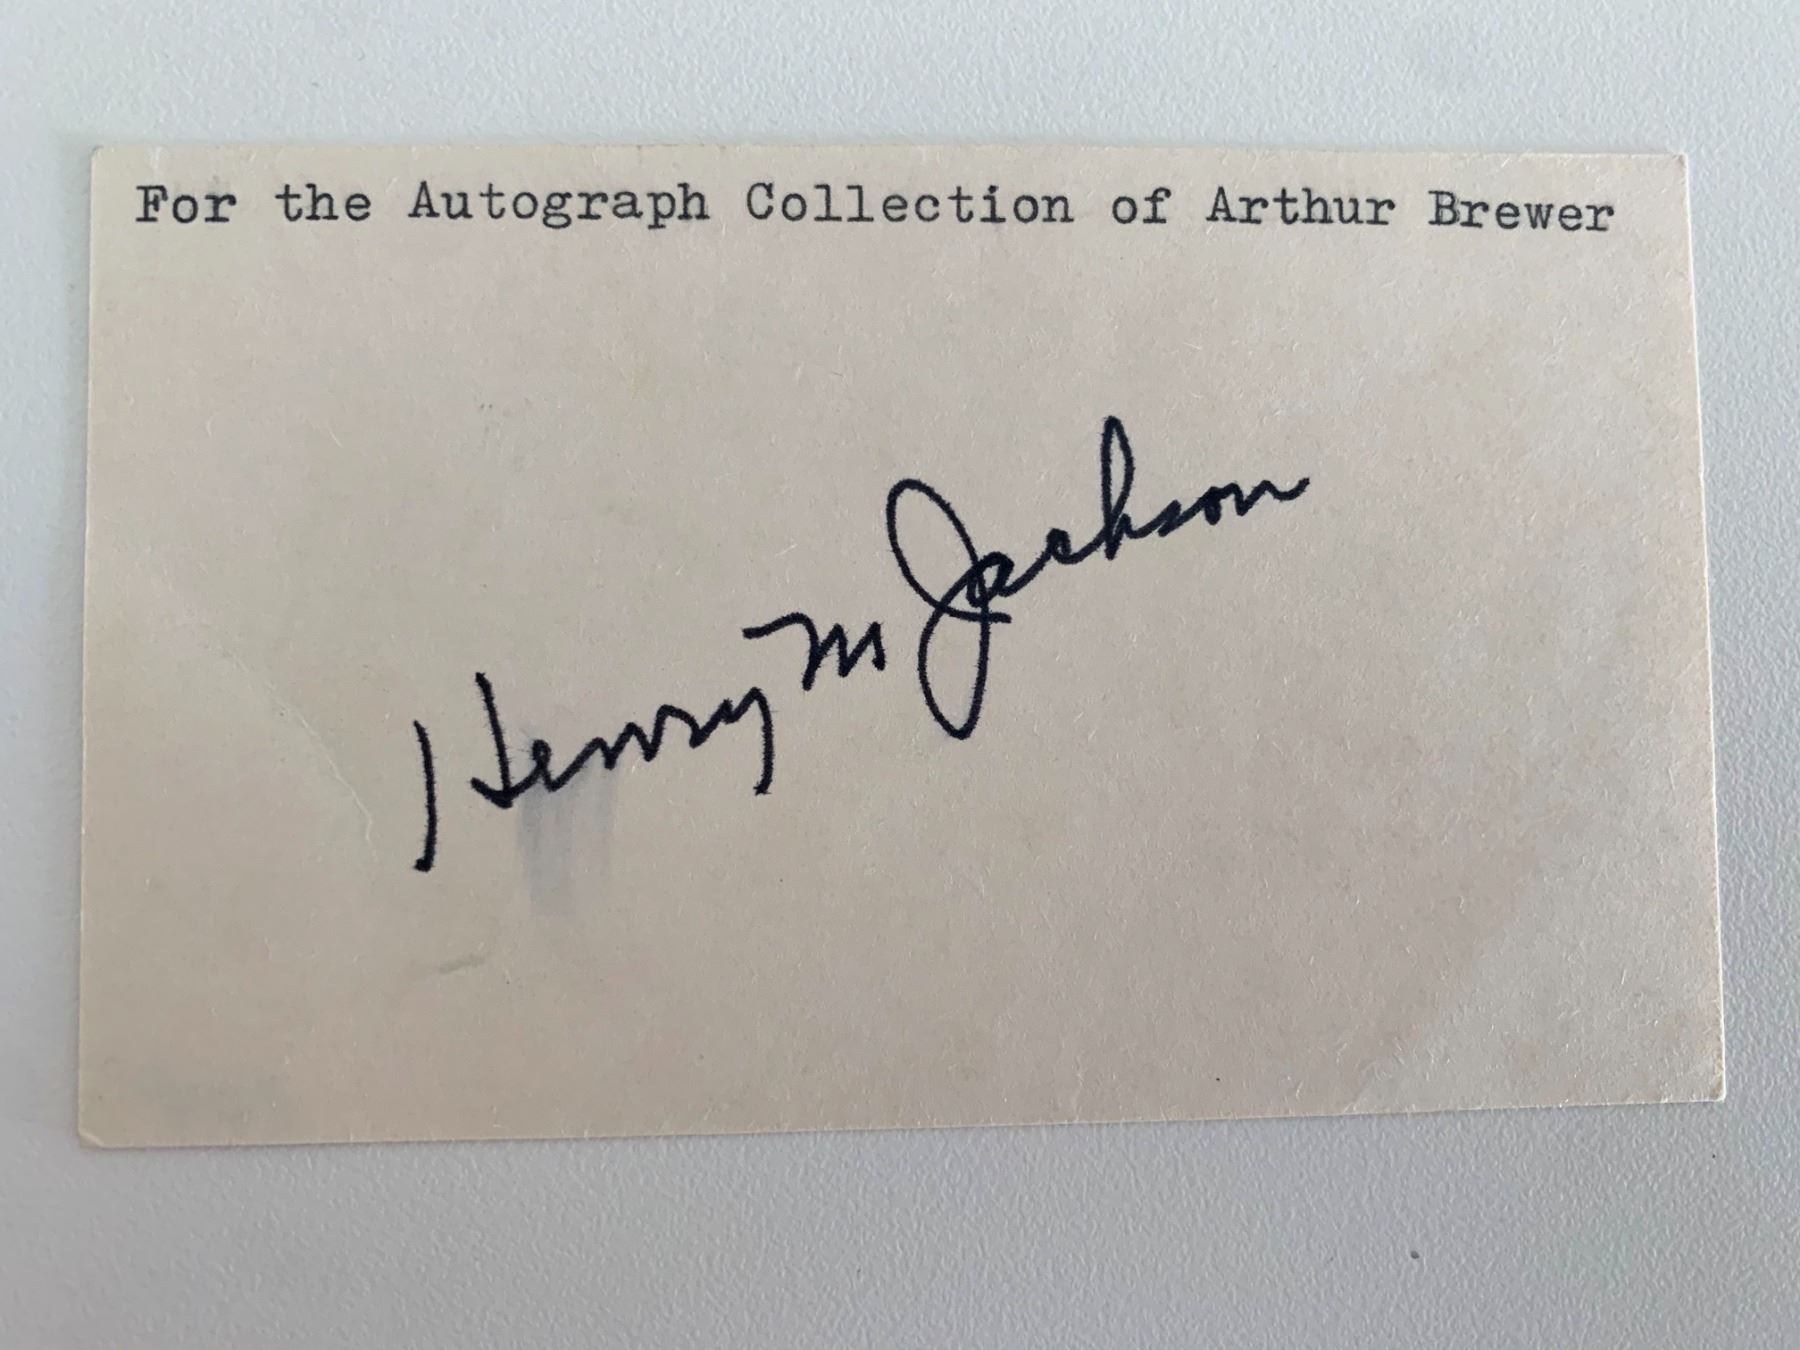 For the Autograph Collection of Arthur Brewer
Henry M Jackson